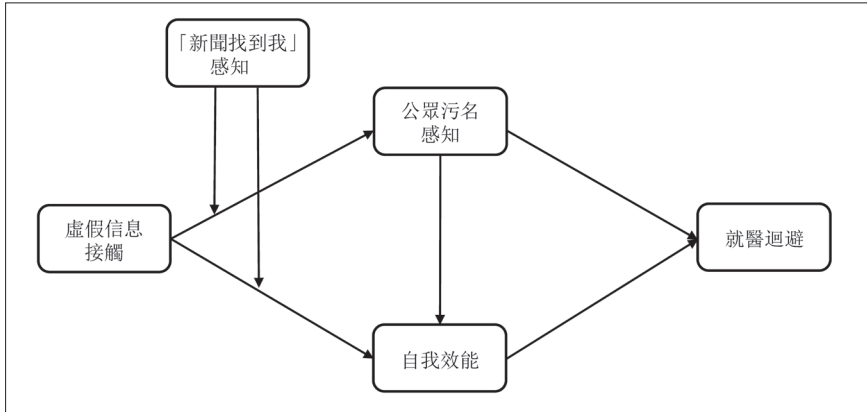 「新聞找到我」
感知
公眾污名
感知
虛假信息
接觸
就醫迴避
自我效能